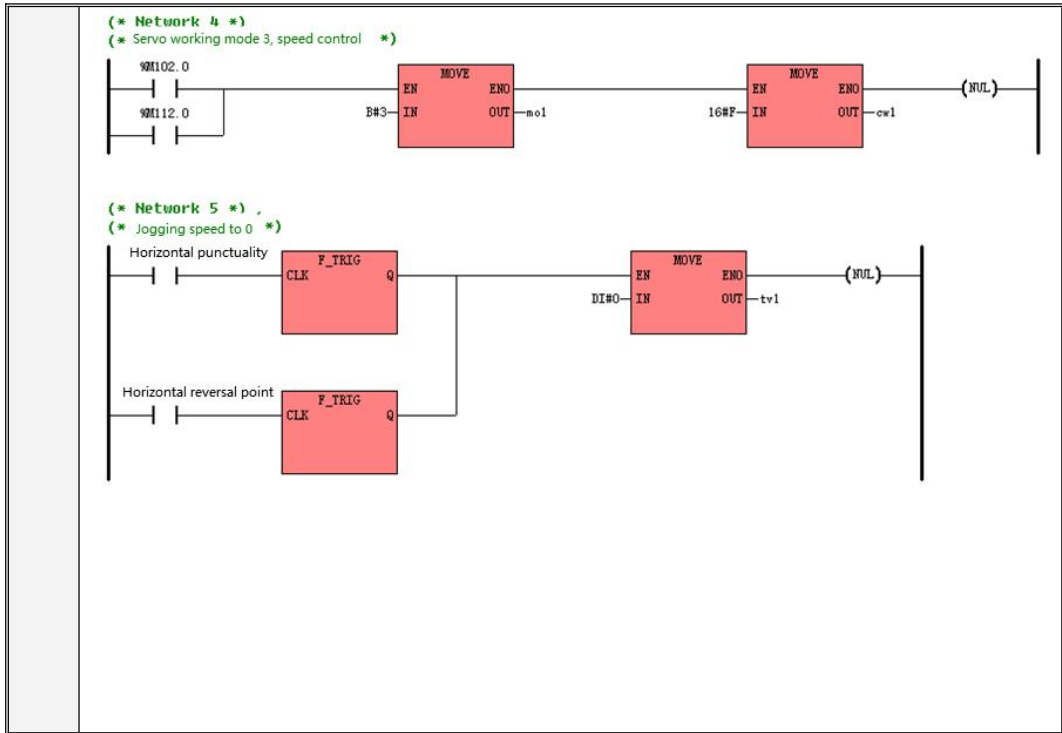 (* Network 4 *)
(* Servo working mode 3, speed control *)
%M102.0
MOVE MOVE
EN ENO EN ENO (NUL)
%M112.0
B#3 IN OUT mo1 16#F IN OUT cw1
(* Network 5 *) ,
(* Jogging speed to 0 *)
Horizontal punctuality
F_TRIG MOVE
CLK Q EN ENO (NUL)
DI#0 IN OUT tv1
Horizontal reversal point
F_TRIG
CLK Q